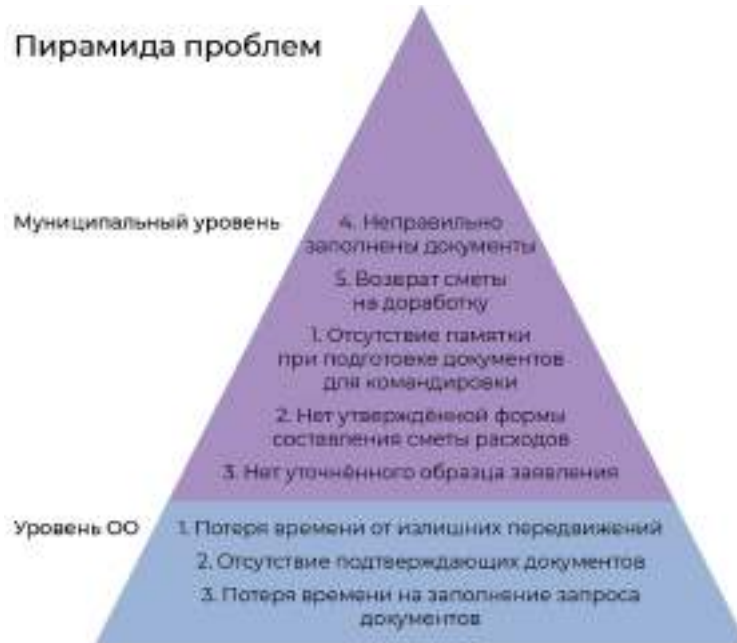 Пирамида проблем
Муниципальный уровень
4. Неправильно
заполнены документы
5. Возврат сметы
на доработку
1. Отсутствие памятки
при подготовке документов
для командировки
2. Нет утверждённой формы
составления сметы расходов
3. Нет уточнённого образца заявления
Уровень ОО
1. Потеря времени от излишних передвижений
2. Отсутствие подтверждающих документов
3. Потеря времени на заполнение запроса
документов